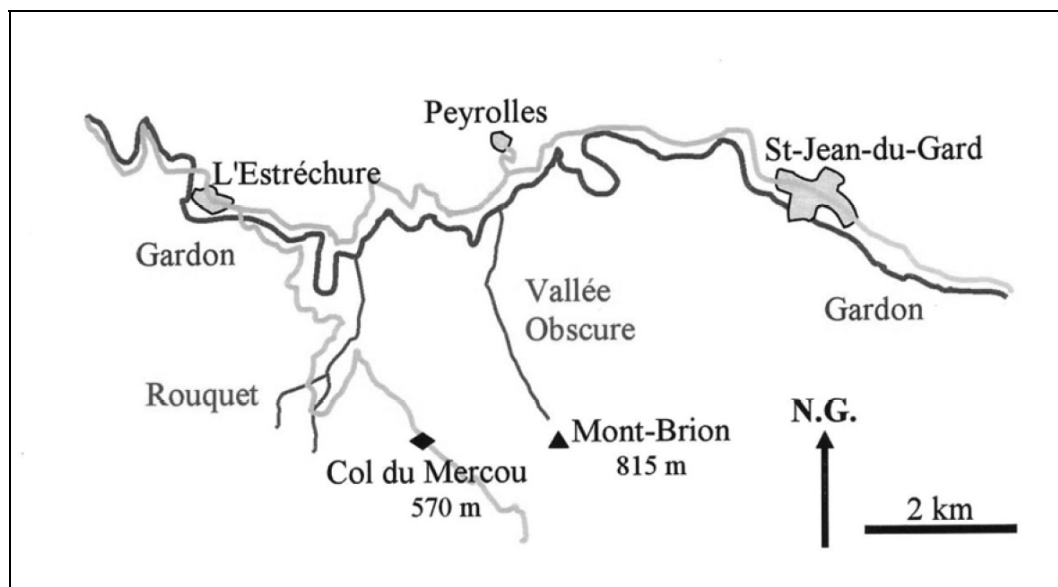 Peyrolles
St-Jean-du-Gard
L'Estréchure
Gardon
Vallée
Obscure
Gardon
Rouquet
N.G.
Mont-Brion
815 m
Col du Mercou
570 m
2 km